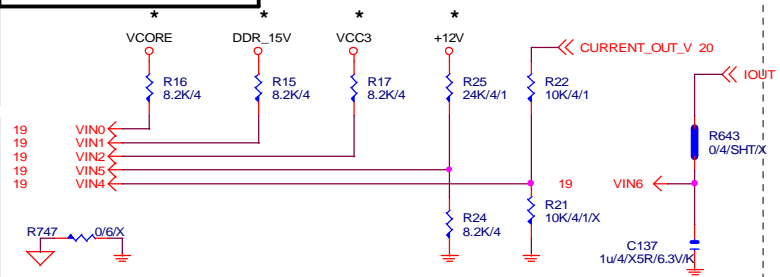 * * * *
VCORE DDR_15V VCC3 +12V
CURRENT_OUT_V 20
IOUT
R16
8.2K/4
R15
8.2K/4
R17
8.2K/4
R25
24K/4/1
R22
10K/4/1
R643
0/4/SHT/X
19 VIN0
19 VIN1
19 VIN2
19 VIN5
19 VIN4
19 VIN6
R24
8.2K/4
R21
10K/4/1/X
R747 0/6/X
C137
1u/4/X5R/6.3V/K